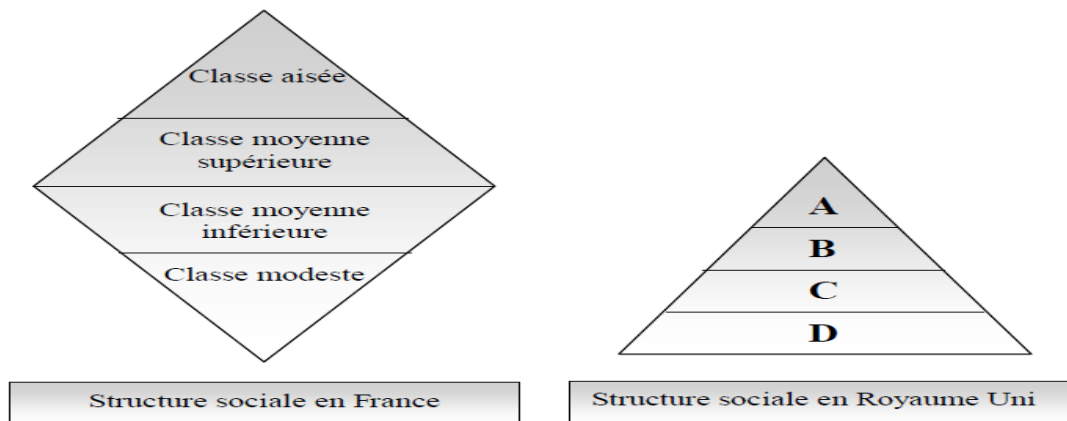 Classe aisée
Classe moyenne
supérieure
Classe moyenne
inférieure
Classe modeste
Structure sociale en France
A
B
C
D
Structure sociale en Royaume Uni